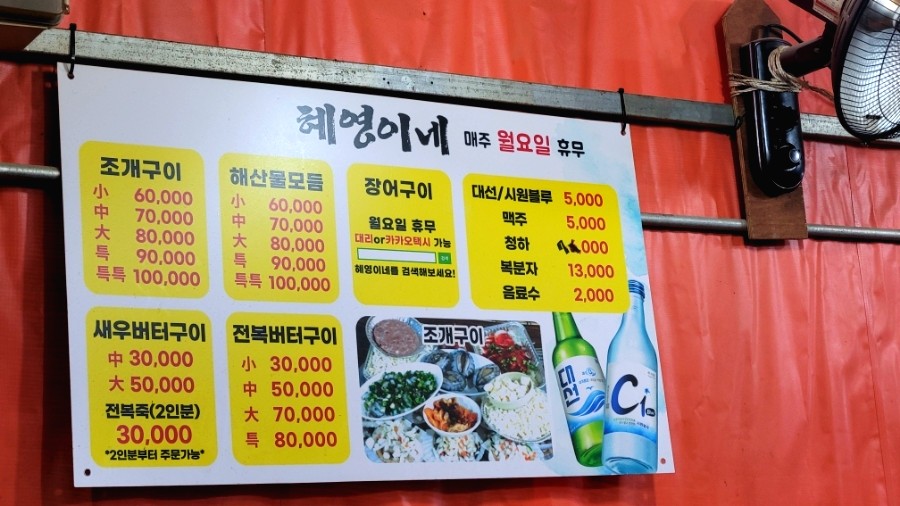 혜영이네 매주 월요일 휴무
조개구이
小 60,000
中 70,000
大 80,000
특 90,000
특특 100,000
해산물모듬
小 60,000
中 70,000
大 80,000
특 90,000
특특 100,000
장어구이
월요일 휴무
대리or카카오택시 가능
혜영이네를 검색해보세요!
대선/시원블루 5,000
맥주 5,000
청하 000
복분자 13,000
음료수 2,000
새우버터구이
中 30,000
大 50,000
전복죽(2인분)
30,000
*2인분부터 주문가능*
전복버터구이
小 30,000
中 50,000
大 70,000
특 80,000
조개구이
대선
Ci